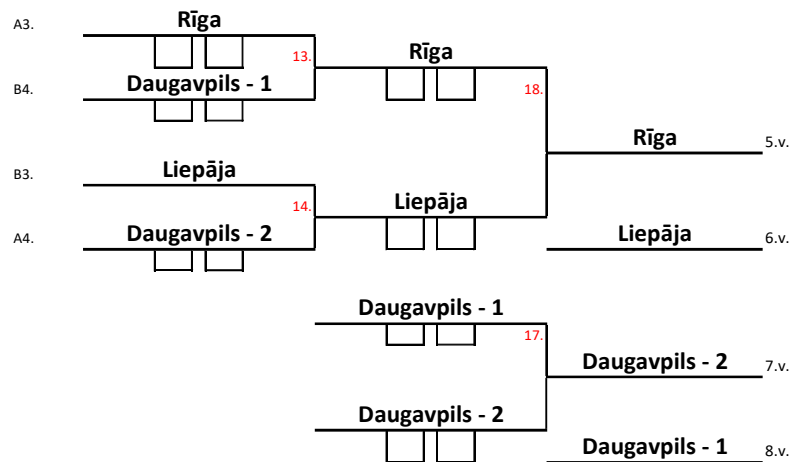 A3. Rīga
13. Rīga
B4. Daugavpils - 1
18.
Rīga 5.v.
B3. Liepāja
14. Liepāja
A4. Daugavpils - 2
Liepāja 6.v.
Daugavpils - 1
17.
Daugavpils - 2 7.v.
Daugavpils - 2
Daugavpils - 1 8.v.